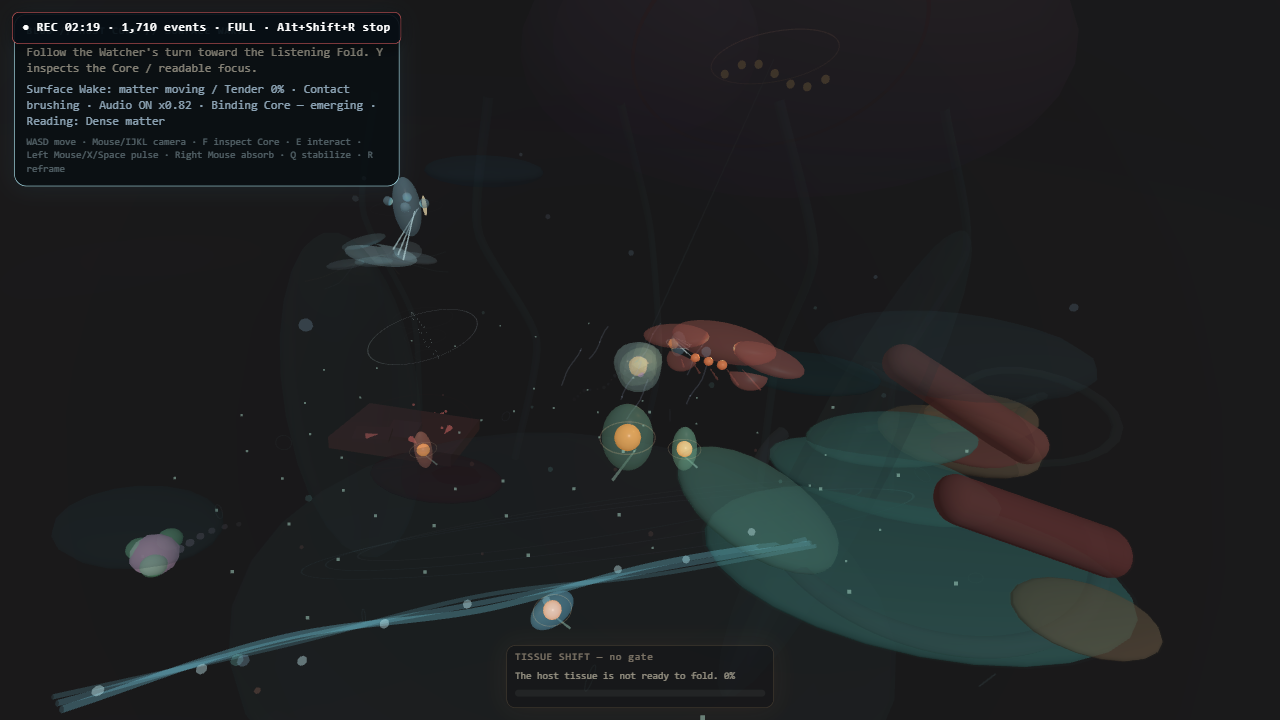 ● REC 02:19 · 1,710 events · FULL · Alt+Shift+R stop
Follow the Watcher's turn toward the Listening Fold. Y
inspects the Core / readable focus.
Surface Wake: matter moving / Tender 0% · Contact
brushing · Audio ON x0.82 · Binding Core — emerging ·
Reading: Dense matter
WASD move · Mouse/IJKL camera · F inspect Core · E interact ·
Left Mouse/X/Space pulse · Right Mouse absorb · Q stabilize · R
reframe
TISSUE SHIFT — no gate
The host tissue is not ready to fold. 0%